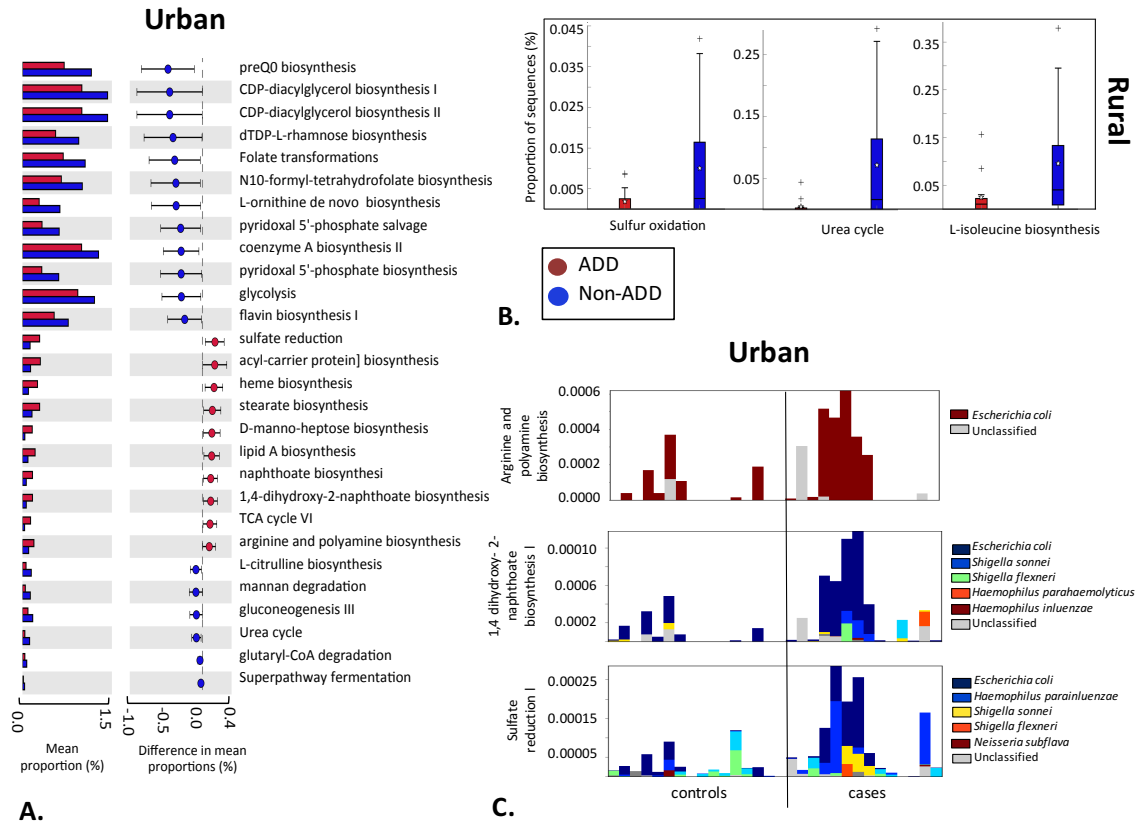 Urban
preQ0 biosynthesis
CDP-diacylglycerol biosynthesis I
CDP-diacylglycerol biosynthesis II
dTDP-L-rhamnose biosynthesis
Folate transformations
N10-formyl-tetrahydrofolate biosynthesis
L-ornithine de novo biosynthesis
pyridoxal 5'-phosphate salvage
coenzyme A biosynthesis II
pyridoxal 5'-phosphate biosynthesis
glycolysis
flavin biosynthesis I
sulfate reduction
acyl-carrier protein] biosynthesis
heme biosynthesis
stearate biosynthesis
D-manno-heptose biosynthesis
lipid A biosynthesis
naphthoate biosynthesi
1,4-dihydroxy-2-naphthoate biosynthesis
TCA cycle VI
arginine and polyamine biosynthesis
L-citrulline biosynthesis
mannan degradation
gluconeogenesis III
Urea cycle
glutaryl-CoA degradation
Superpathway fermentation
0.0
1.5
-1.0
0.0
0.4
Mean
proportion (%)
Difference in mean
proportions (%)
A.
Proportion of sequences (%)
0.045
0.035
0.025
0.015
0.005
Sulfur oxidation
0.25
0.15
0.05
Urea cycle
0.35
0.25
0.15
0.05
L-isoleucine biosynthesis
Rural
ADD
Non-ADD
B.
Urban
Arginine and
polyamine
biosynthesis
0.0006
0.0004
0.0002
0.0000
Escherichia coli
Unclassified
1,4 dihydroxy- 2-
naphthoate
biosynthesis I
0.00010
0.0006
0.0002
Escherichia coli
Shigella sonnei
Shigella flexneri
Haemophilus parahaemolyticus
Haemophilus inluenzae
Unclassified
Sulfate
reduction I
0.00025
0.00015
0.00005
Escherichia coli
Haemophilus parainluenzae
Shigella sonnei
Shigella flexneri
Neisseria subflava
Unclassified
controls
cases
C.